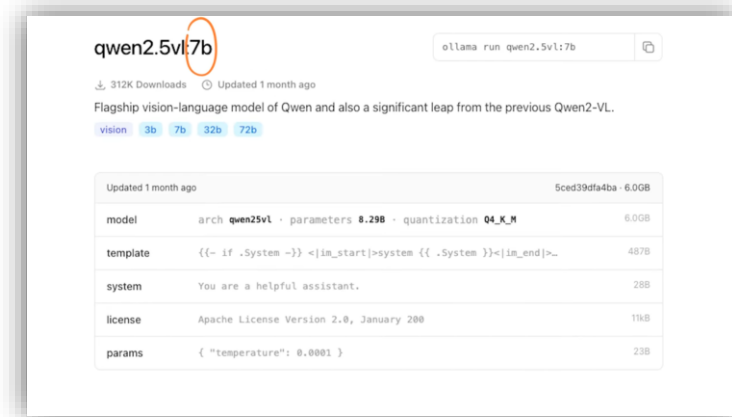 qwen2.5vl:7b
ollama run qwen2.5vl:7b
312K Downloads Updated 1 month ago
Flagship vision-language model of Qwen and also a significant leap from the previous Qwen2-VL.
vision 3b 7b 32b 72b
Updated 1 month ago 5ced39dfa4ba · 6.0GB
model arch qwen25vl · parameters 8.29B · quantization Q4_K_M 6.0GB
template {{- if .System -}} <|im_start|>system {{ .System }}<|im_end|>… 487B
system You are a helpful assistant. 28B
license Apache License Version 2.0, January 200 11kB
params { "temperature": 0.0001 } 23B